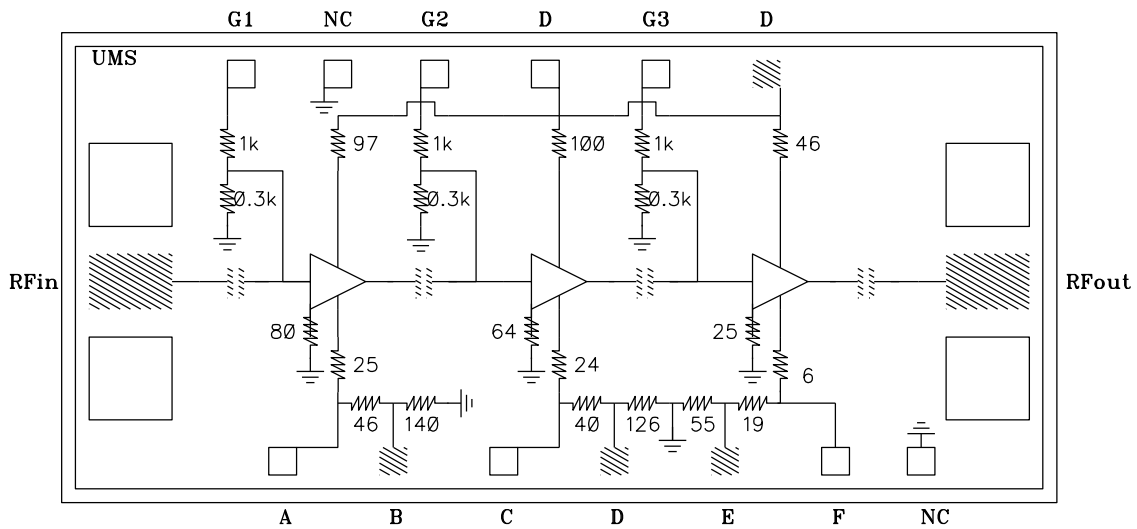 G1 NC G2 D G3 D
UMS
1k 97 1k 100 1k 46
0.3k 0.3k 0.3k
RFin RFout
80 64 25
25 24 6
46 140 40 126 55 19
A B C D E F NC